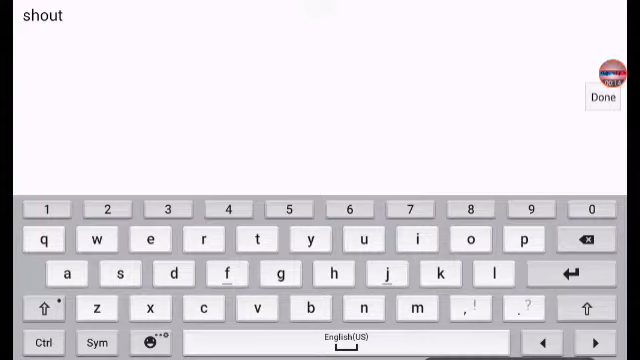 shout
Done
1 2 3 4 5 6 7 8 9 0
q w e r t y u i o p
a s d f g h j k l
z x c v b n m , ! . ?
Ctrl Sym English(US)